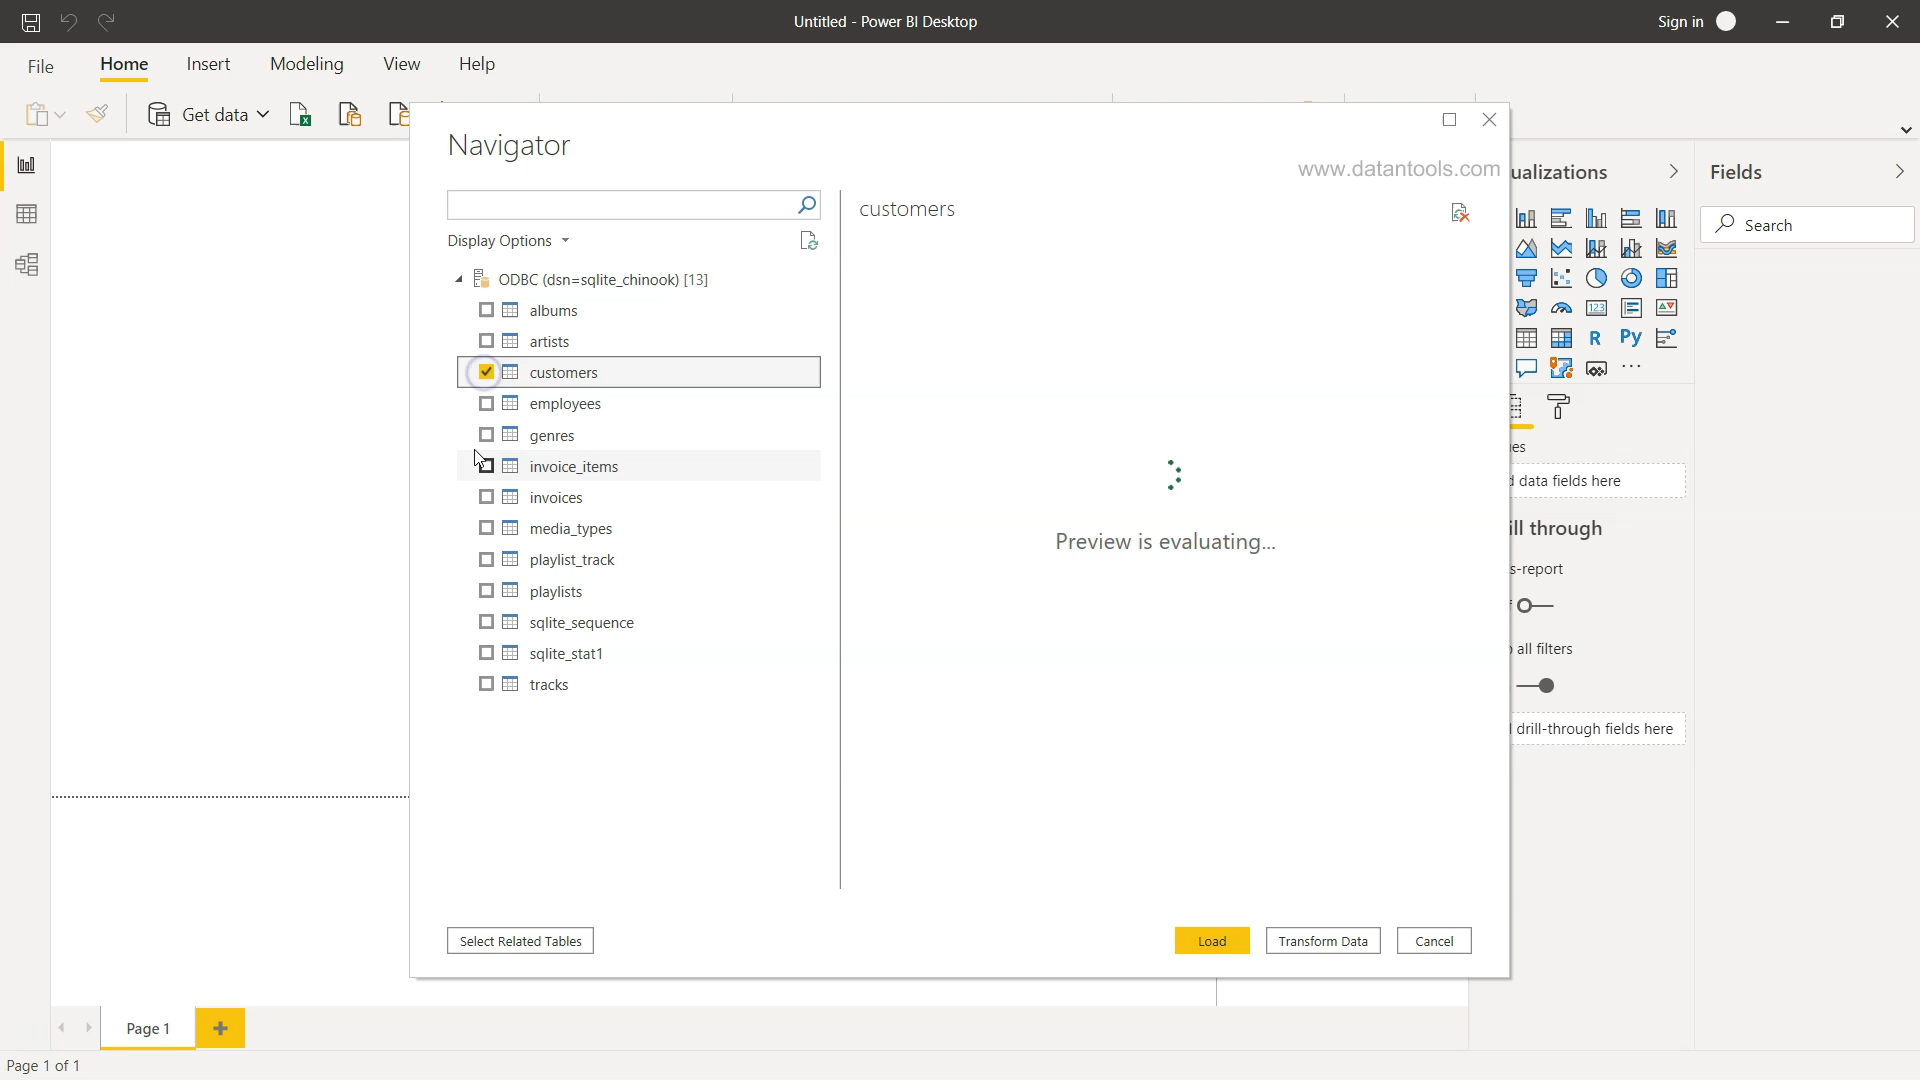 Untitled - Power BI Desktop
Sign in
File
Home
Insert
Modeling
View
Help
Get data
Navigator
www.datantools.com
Display Options
customers
ODBC (dsn=sqlite_chinook) [13]
albums
artists
customers
employees
genres
invoice_items
invoices
media_types
playlist_track
playlists
sqlite_sequence
sqlite_stat1
tracks
Preview is evaluating...
Select Related Tables
Load
Transform Data
Cancel
ualizations
123
R
Py
...
es
d data fields here
ill through
s-report
all filters
drill-through fields here
Fields
Search
Page 1
Page 1 of 1